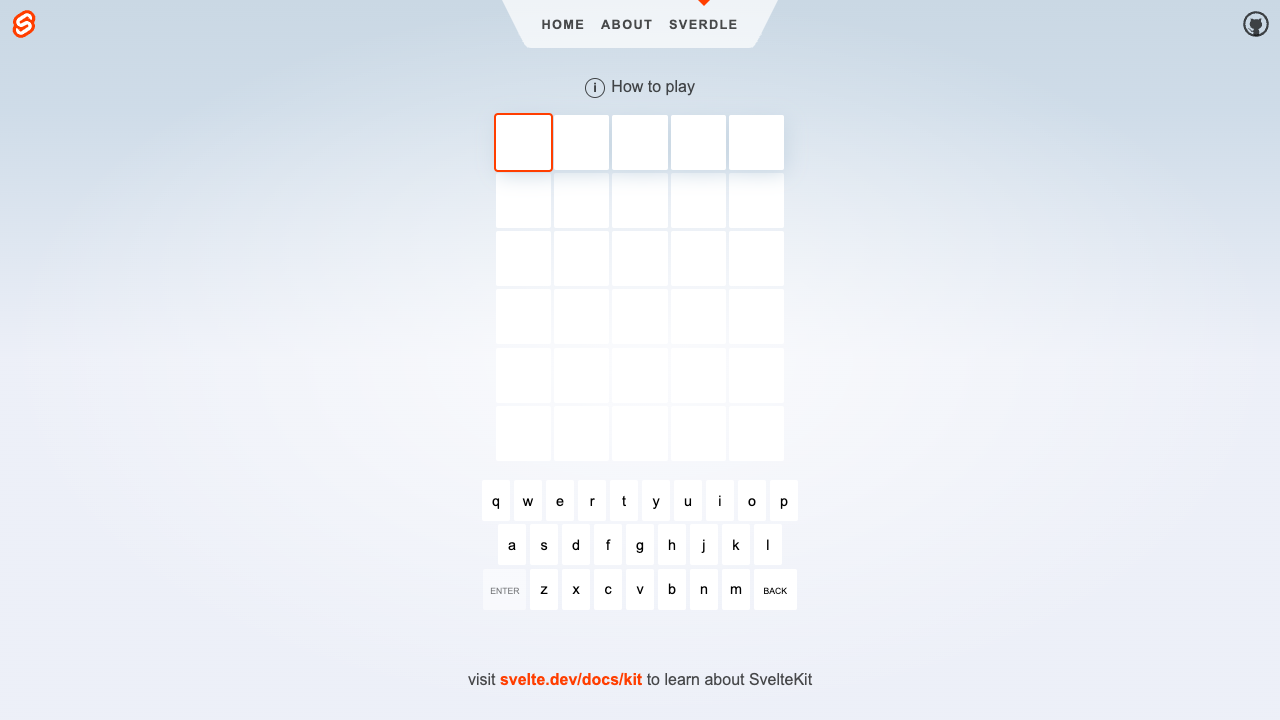 HOME ABOUT SVERDLE
i How to play
q w e r t y u i o p
a s d f g h j k l
ENTER z x c v b n m BACK
visit svelte.dev/docs/kit to learn about SvelteKit